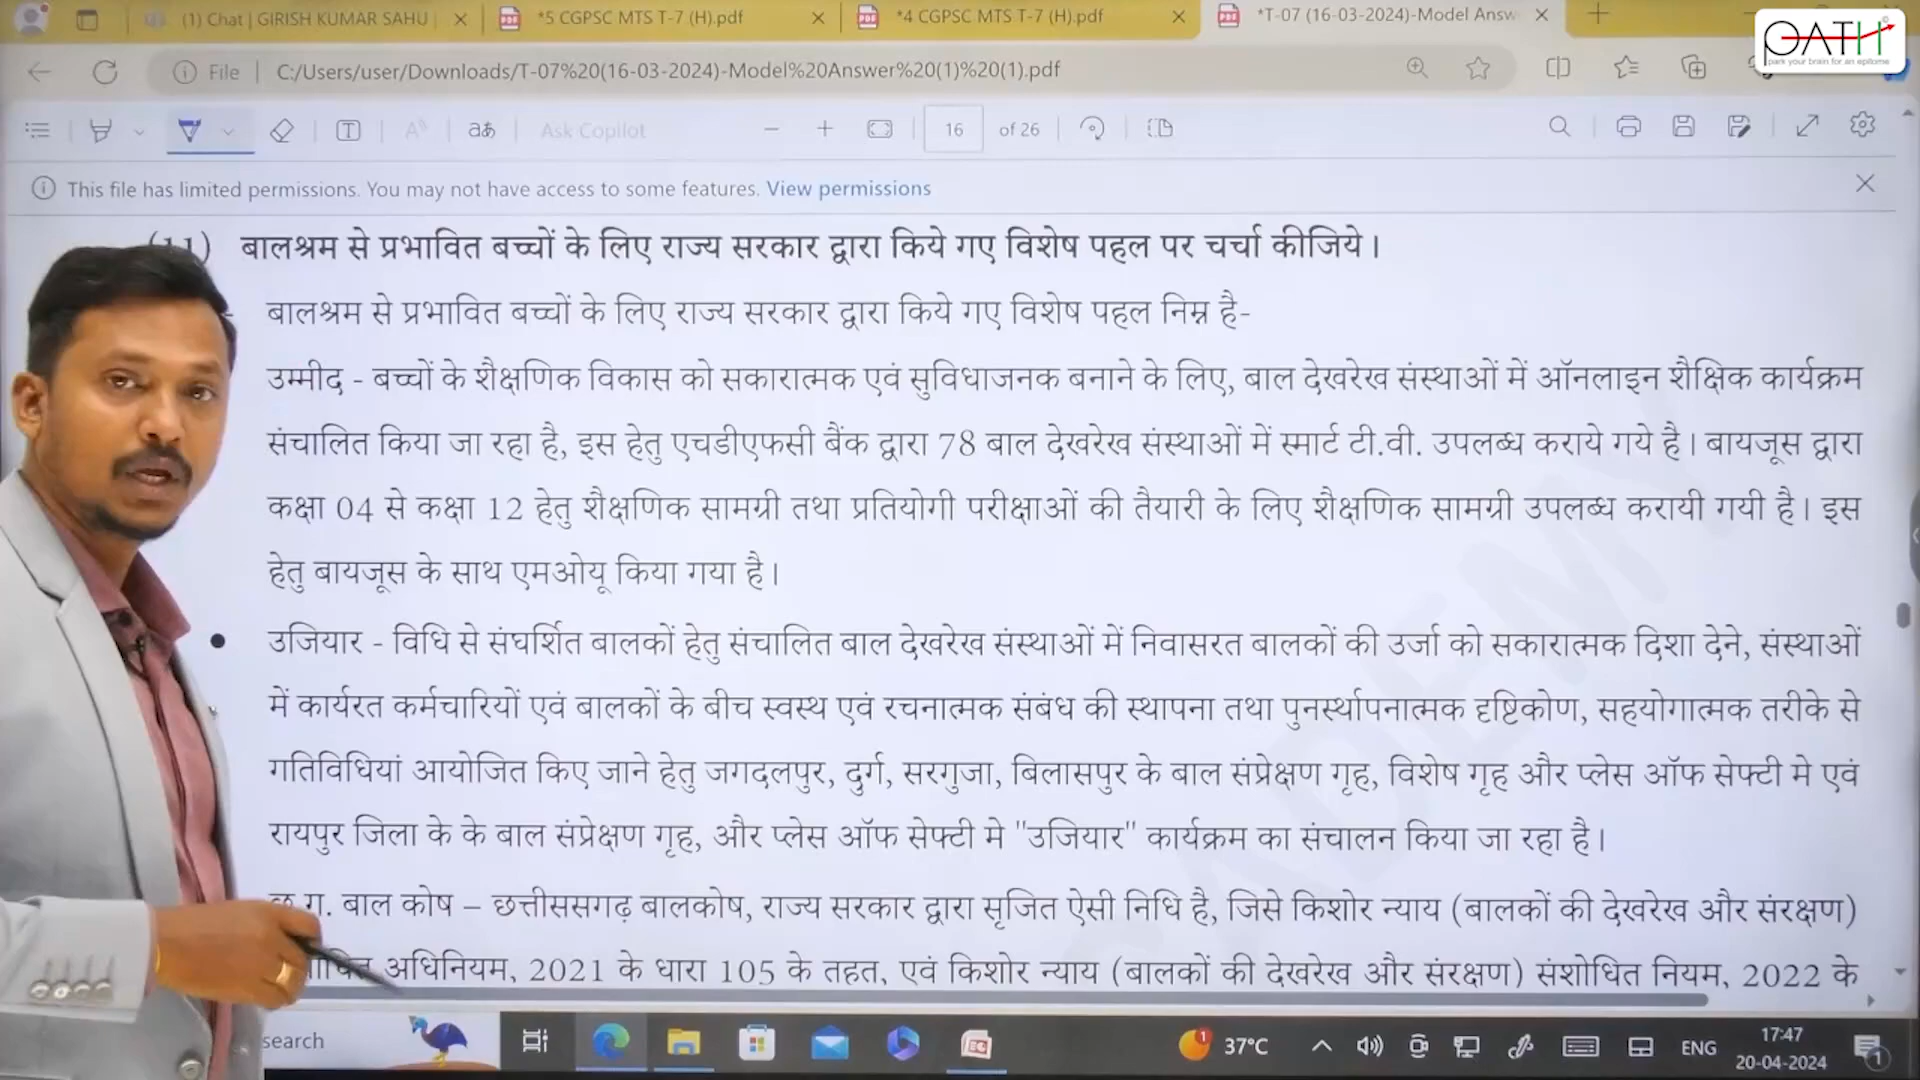 (1) Chat | GIRISH KUMAR SAHU
*5 CGPSC MTS T-7 (H).pdf
*4 CGPSC MTS T-7 (H).pdf
*T-07 (16-03-2024)-Model Answ
PATH
park your brain for an epitome
File
C:/Users/user/Downloads/T-07%20(16-03-2024)-Model%20Answer%20(1)%20(1).pdf
Ask Copilot
16 of 26
This file has limited permissions. You may not have access to some features. View permissions
(11) बालश्रम से प्रभावित बच्चों के लिए राज्य सरकार द्वारा किये गए विशेष पहल पर चर्चा कीजिये।
बालश्रम से प्रभावित बच्चों के लिए राज्य सरकार द्वारा किये गए विशेष पहल निम्न है-
उम्मीद - बच्चों के शैक्षणिक विकास को सकारात्मक एवं सुविधाजनक बनाने के लिए, बाल देखरेख संस्थाओं में ऑनलाइन शैक्षिक कार्यक्रम
संचालित किया जा रहा है, इस हेतु एचडीएफसी बैंक द्वारा 78 बाल देखरेख संस्थाओं में स्मार्ट टी.वी. उपलब्ध कराये गये है। बायजूस द्वारा
कक्षा 04 से कक्षा 12 हेतु शैक्षणिक सामग्री तथा प्रतियोगी परीक्षाओं की तैयारी के लिए शैक्षणिक सामग्री उपलब्ध करायी गयी है। इस
हेतु बायजूस के साथ एमओयू किया गया है।
• उजियार - विधि से संघर्शित बालकों हेतु संचालित बाल देखरेख संस्थाओं में निवासरत बालकों की उर्जा को सकारात्मक दिशा देने, संस्थाओं
में कार्यरत कर्मचारियों एवं बालकों के बीच स्वस्थ एवं रचनात्मक संबंध की स्थापना तथा पुनर्स्थापनात्मक दृष्टिकोण, सहयोगात्मक तरीके से
गतिविधियां आयोजित किए जाने हेतु जगदलपुर, दुर्ग, सरगुजा, बिलासपुर के बाल संप्रेक्षण गृह, विशेष गृह और प्लेस ऑफ सेफ्टी मे एवं
रायपुर जिला के के बाल संप्रेक्षण गृह, और प्लेस ऑफ सेफ्टी मे "उजियार" कार्यक्रम का संचालन किया जा रहा है।
छ.ग. बाल कोष – छत्तीससगढ़ बालकोष, राज्य सरकार द्वारा सृजित ऐसी निधि है, जिसे किशोर न्याय (बालकों की देखरेख और संरक्षण)
अधिनियम, 2021 के धारा 105 के तहत, एवं किशोर न्याय (बालकों की देखरेख और संरक्षण) संशोधित नियम, 2022 के
search
37°C
ENG
17:47
20-04-2024